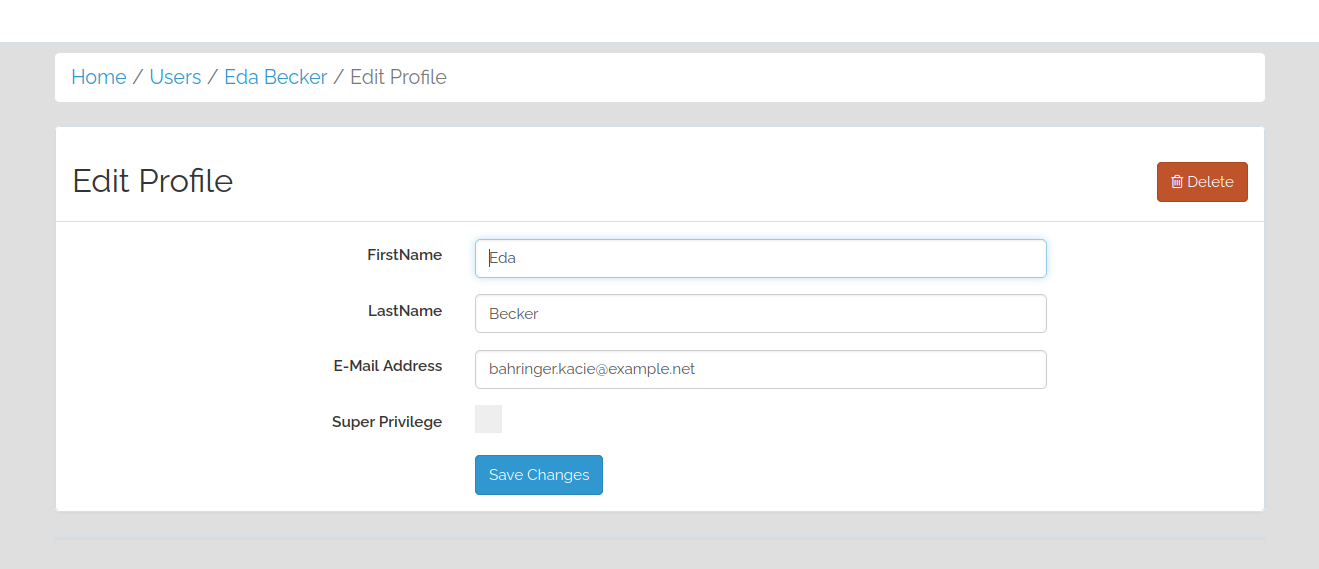 Home / Users / Eda Becker / Edit Profile
Edit Profile
Delete
FirstName
Eda
LastName
Becker
E-Mail Address
bahringer.kacie@example.net
Super Privilege
Save Changes